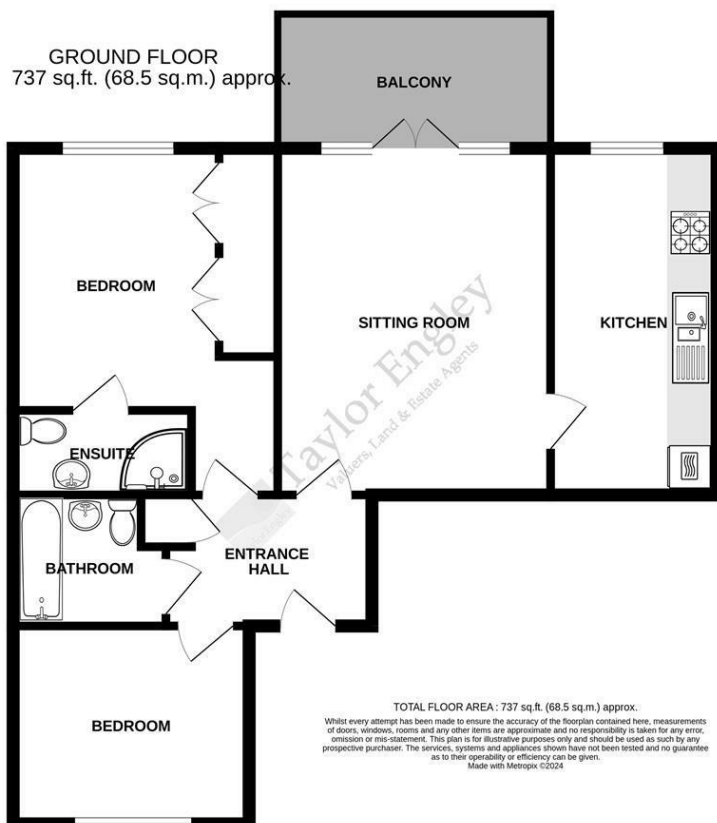 GROUND FLOOR
737 sq.ft. (68.5 sq.m.) approx.
BALCONY
BEDROOM
SITTING ROOM
KITCHEN
Taylor Engley
Valuers, Land & Estate Agents
ENSUITE
BATHROOM
ENTRANCE
HALL
BEDROOM
TOTAL FLOOR AREA : 737 sq.ft. (68.5 sq.m.) approx.
Whilst every attempt has been made to ensure the accuracy of the floorplan contained here, measurements
of doors, windows, rooms and any other items are approximate and no responsibility is taken for any error,
omission or mis-statement. This plan is for illustrative purposes only and should be used as such by any
prospective purchaser. The services, systems and appliances shown have not been tested and no guarantee
as to their operability or efficiency can be given.
Made with Metropix ©2024